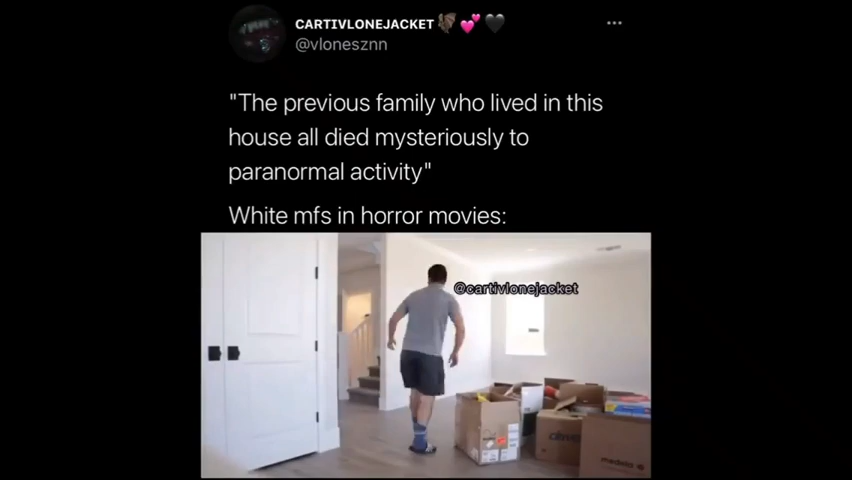 CARTIVLONEJACKET 🦇 💕 🖤
@vlonesznn
"The previous family who lived in this
house all died mysteriously to
paranormal activity"
White mfs in horror movies:
@cartivlonejacket
medela